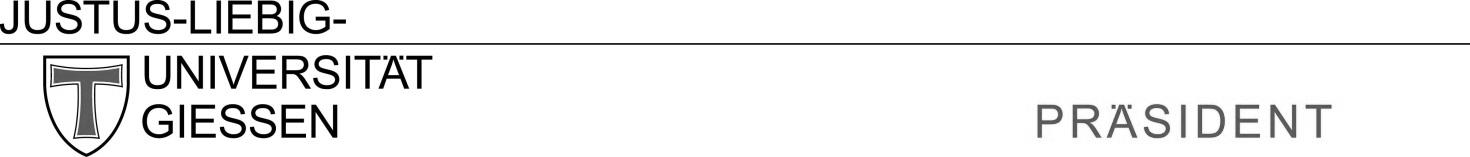 JUSTUS-LIEBIG-
UNIVERSITÄT
GIESSEN
PRÄSIDENT